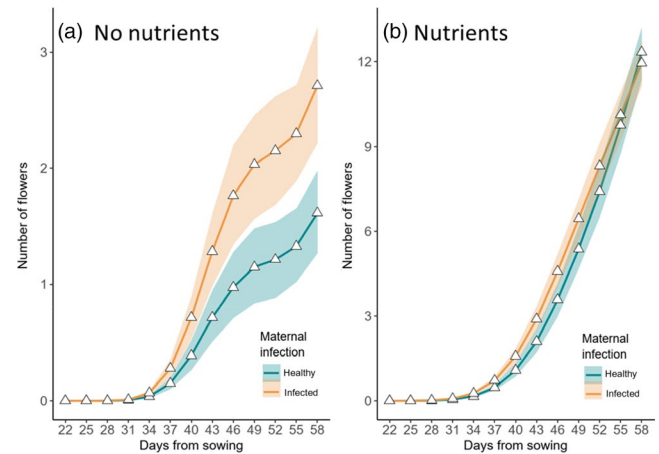 (a) No nutrients
Number of flowers
3
2
1
0
22 25 28 31 34 37 40 43 46 49 52 55 58
Days from sowing
Maternal
infection
Healthy
Infected
(b) Nutrients
Number of flowers
12
9
6
3
0
22 25 28 31 34 37 40 43 46 49 52 55 58
Days from sowing
Maternal
infection
Healthy
Infected